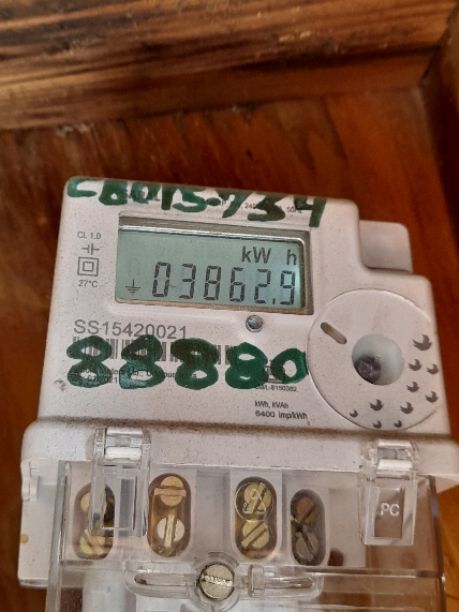 CB015-734
CL 1.0
kW h
27°C
03862.9
SS15420021
88880
kWh, kVAh
6400 imp/kWh
PC